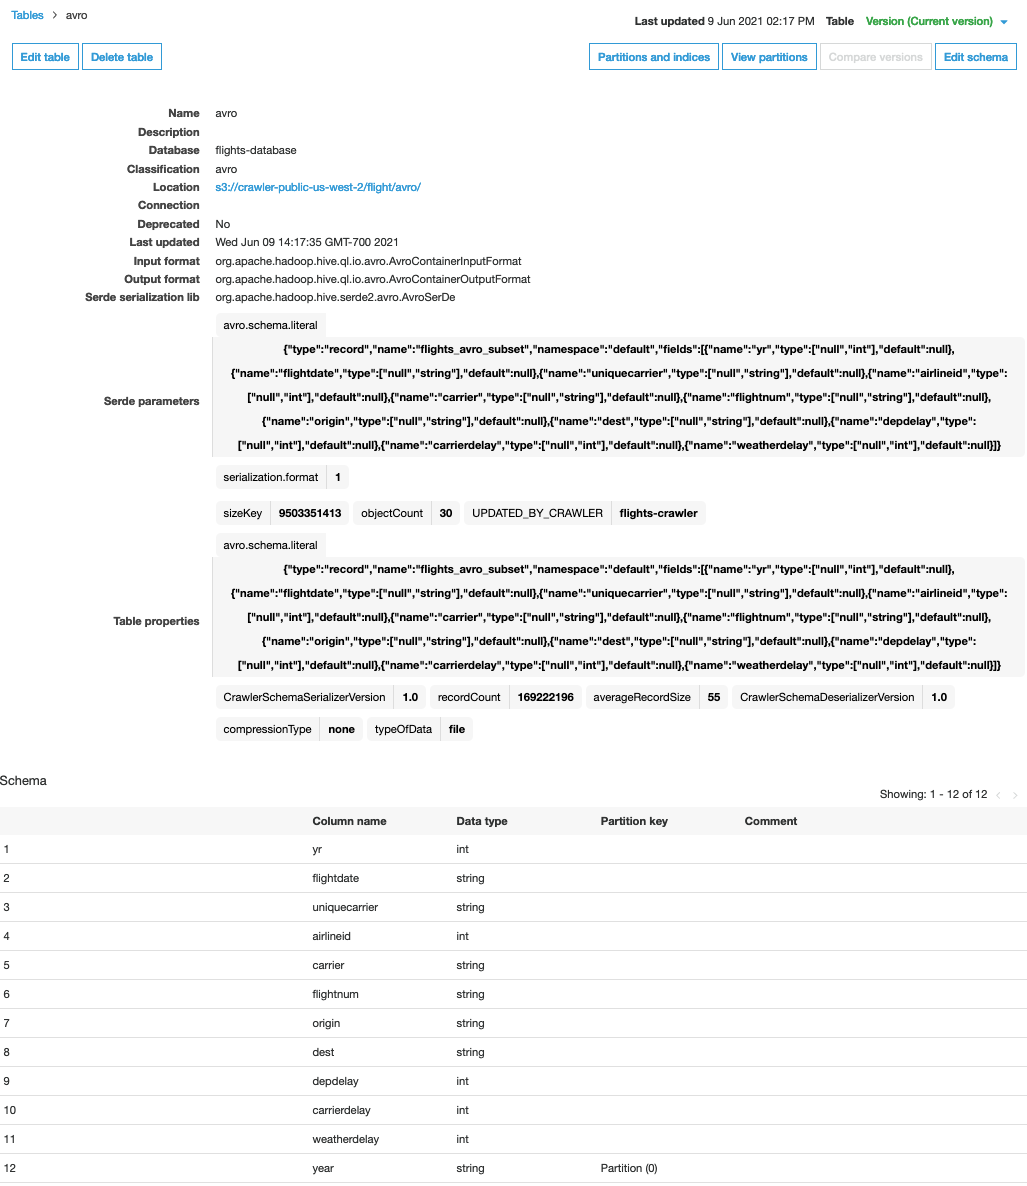 Tables > avro
Last updated 9 Jun 2021 02:17 PM Table Version (Current version)
Edit table Delete table Partitions and indices View partitions Compare versions Edit schema
Name avro
Description
Database flights-database
Classification avro
Location s3://crawler-public-us-west-2/flight/avro/
Connection
Deprecated No
Last updated Wed Jun 09 14:17:35 GMT-700 2021
Input format org.apache.hadoop.hive.ql.io.avro.AvroContainerInputFormat
Output format org.apache.hadoop.hive.ql.io.avro.AvroContainerOutputFormat
Serde serialization lib org.apache.hadoop.hive.serde2.avro.AvroSerDe
Serde parameters
avro.schema.literal
{"type":"record","name":"flights_avro_subset","namespace":"default","fields":[{"name":"yr","type":["null","int"],"default":null},
{"name":"flightdate","type":["null","string"],"default":null},{"name":"uniquecarrier","type":["null","string"],"default":null},{"name":"airlineid","type":
["null","int"],"default":null},{"name":"carrier","type":["null","string"],"default":null},{"name":"flightnum","type":["null","string"],"default":null},
{"name":"origin","type":["null","string"],"default":null},{"name":"dest","type":["null","string"],"default":null},{"name":"depdelay","type":
["null","int"],"default":null},{"name":"carrierdelay","type":["null","int"],"default":null},{"name":"weatherdelay","type":["null","int"],"default":null}]}
serialization.format 1
Table properties
sizeKey 9503351413 objectCount 30 UPDATED_BY_CRAWLER flights-crawler
avro.schema.literal
{"type":"record","name":"flights_avro_subset","namespace":"default","fields":[{"name":"yr","type":["null","int"],"default":null},
{"name":"flightdate","type":["null","string"],"default":null},{"name":"uniquecarrier","type":["null","string"],"default":null},{"name":"airlineid","type":
["null","int"],"default":null},{"name":"carrier","type":["null","string"],"default":null},{"name":"flightnum","type":["null","string"],"default":null},
{"name":"origin","type":["null","string"],"default":null},{"name":"dest","type":["null","string"],"default":null},{"name":"depdelay","type":
["null","int"],"default":null},{"name":"carrierdelay","type":["null","int"],"default":null},{"name":"weatherdelay","type":["null","int"],"default":null}]}
CrawlerSchemaSerializerVersion 1.0 recordCount 169222196 averageRecordSize 55 CrawlerSchemaDeserializerVersion 1.0
compressionType none typeOfData file
Schema
Showing: 1 - 12 of 12 < >
Column name Data type Partition key Comment
1 yr int
2 flightdate string
3 uniquecarrier string
4 airlineid int
5 carrier string
6 flightnum string
7 origin string
8 dest string
9 depdelay int
10 carrierdelay int
11 weatherdelay int
12 year string Partition (0)